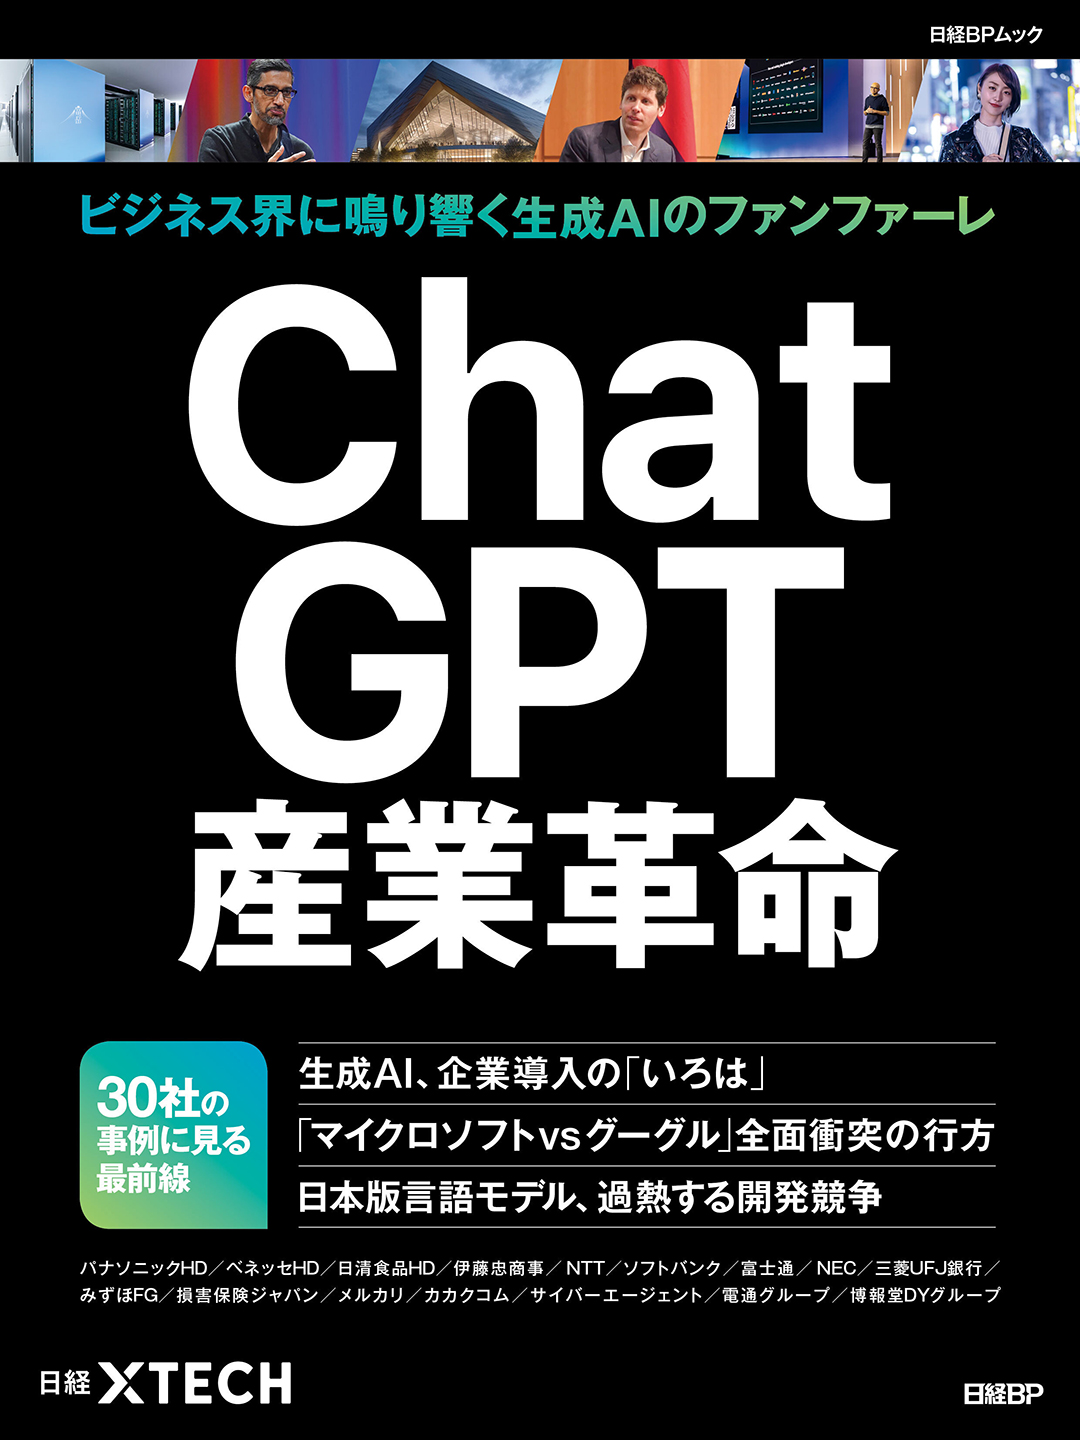 日経BPムック
ビジネス界に鳴り響く生成AIのファンファーレ
Chat
GPT
産業革命
30社の
事例に見る
最前線
生成AI、企業導入の「いろは」
「マイクロソフトvsグーグル」全面衝突の行方
日本版言語モデル、過熱する開発競争
パナソニックHD／ベネッセHD／日清食品HD／伊藤忠商事／NTT／ソフトバンク／富士通／NEC／三菱UFJ銀行／
みずほFG／損害保険ジャパン／メルカリ／カカクコム／サイバーエージェント／電通グループ／博報堂DYグループ
日経 XTECH
日経BP